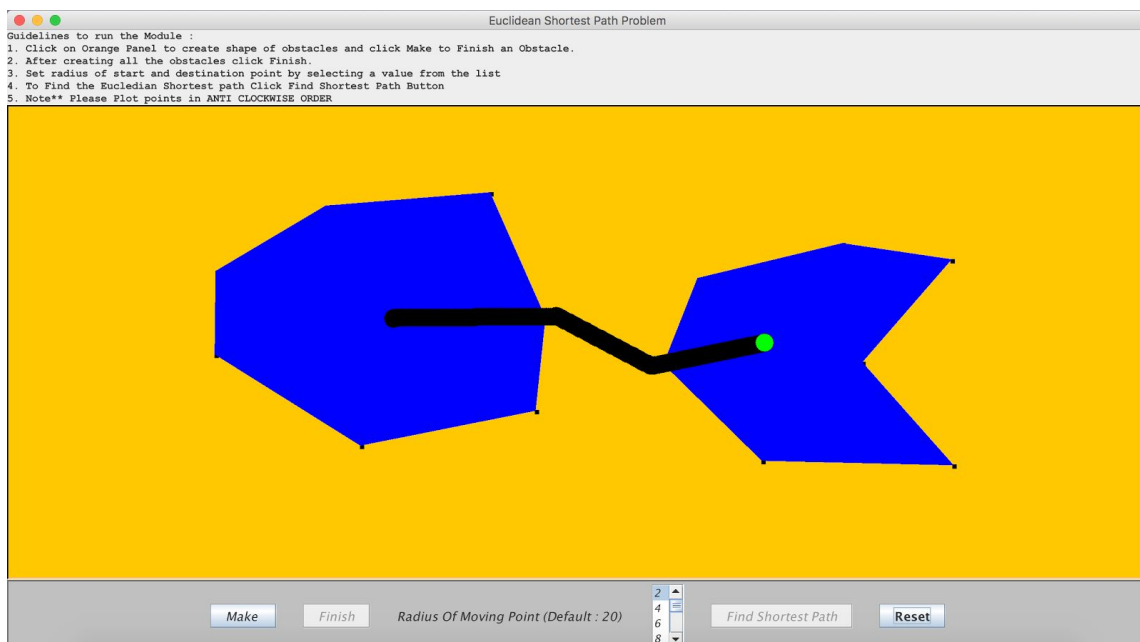 Euclidean Shortest Path Problem
Guidelines to run the Module :
1. Click on Orange Panel to create shape of obstacles and click Make to Finish an Obstacle.
2. After creating all the obstacles click Finish.
3. Set radius of start and destination point by selecting a value from the list
4. To Find the Eucledian Shortest path Click Find Shortest Path Button
5. Note** Please Plot points in ANTI CLOCKWISE ORDER
Make
Finish
Radius Of Moving Point (Default : 20)
2
4
6
8
Find Shortest Path
Reset